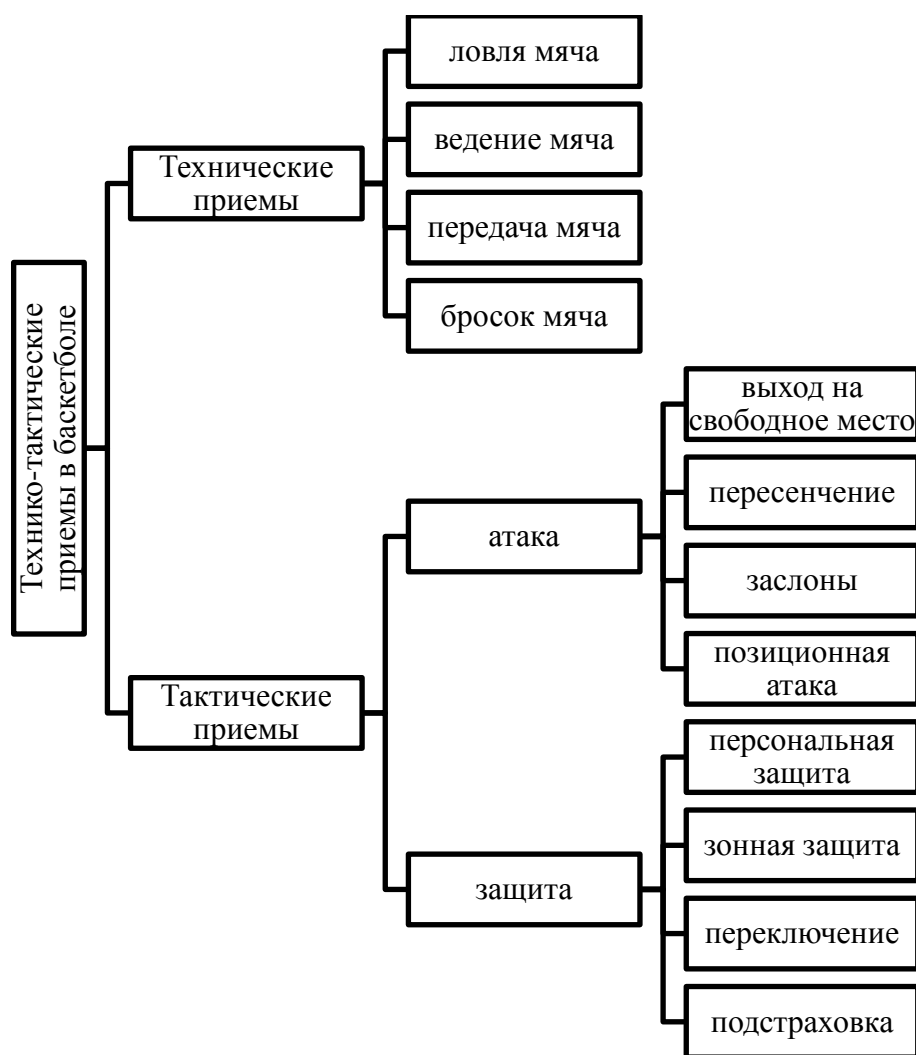 Технико-тактические
приемы в баскетболе
Технические
приемы
ловля мяча
ведение мяча
передача мяча
бросок мяча
Тактические
приемы
атака
выход на
свободное место
пересенчение
заслоны
позиционная
атака
защита
персональная
защита
зонная защита
переключение
подстраховка